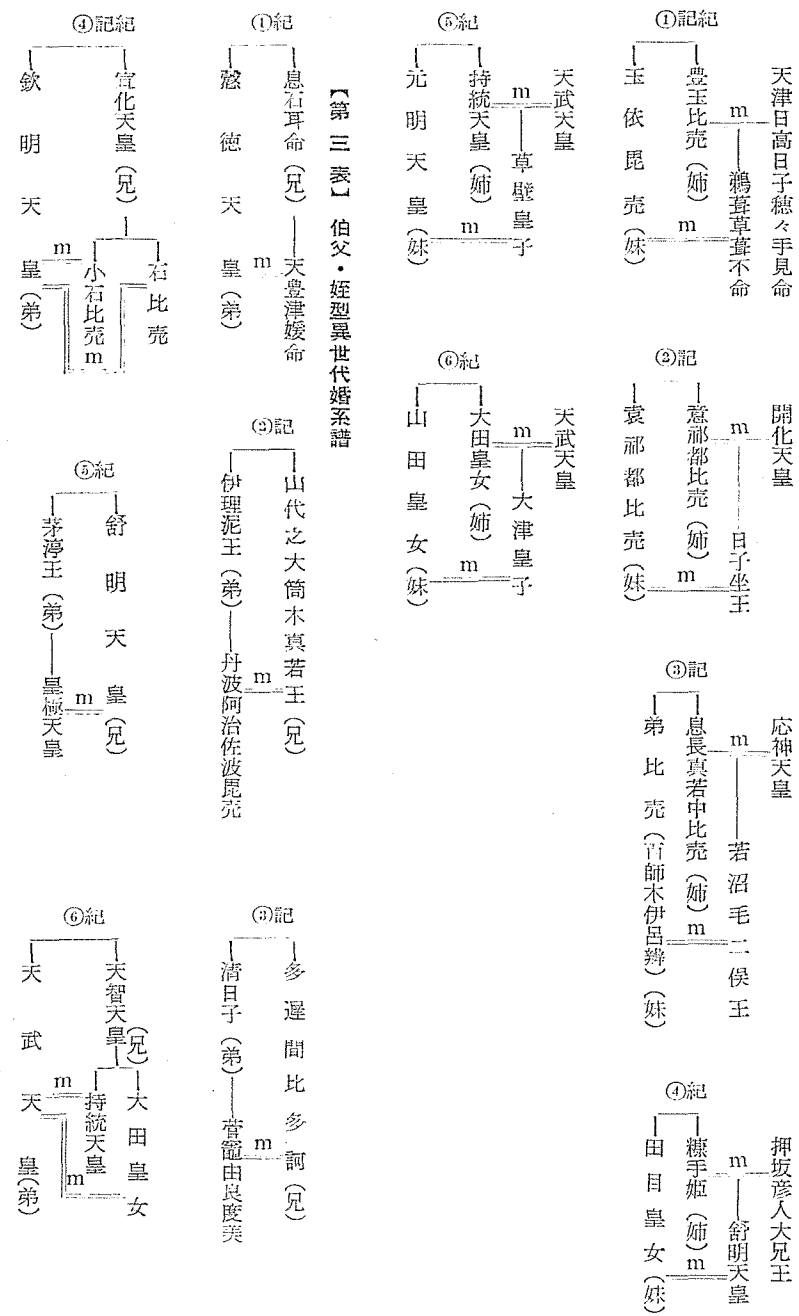 ①記紀
天津日高日子穂々手見命
m
鵜葺草葺不命
豊玉比売（姉）
m
玉依毘売（妹）
②記
開化天皇
m
日子坐王
意祁都比売（姉）
m
袁祁都比売（妹）
③記
応神天皇
m
若沼毛二俣王
息長真若中比売（姉）
m
弟比売（百師木伊呂辨）（妹）
④紀
押坂彦人大兄王
m
舒明天皇
糠手姫（姉）
m
田目皇女（妹）
⑤紀
天武天皇
m
草壁皇子
持統天皇（姉）
m
元明天皇（妹）
⑥紀
天武天皇
m
大津皇子
大田皇女（姉）
m
山田皇女（妹）
【第三表】 伯父・姪型異世代婚系譜
①紀
息石耳命（兄）
天豊津媛命
m
懿徳天皇（弟）
②記
山代之大筒木真若王（兄）
m
伊理泥王（弟）
丹波阿治佐波毘売
③記
多遅間比多訶（兄）
m
清日子（弟）
菅竈由良度美
④記紀
宣化天皇（兄）
石比売
小石比売
m
m
欽明天皇（弟）
⑤紀
舒明天皇（兄）
m
茅渟王（弟）
皇極天皇
⑥紀
天智天皇（兄）
大田皇女
持統天皇
m
m
天武天皇（弟）